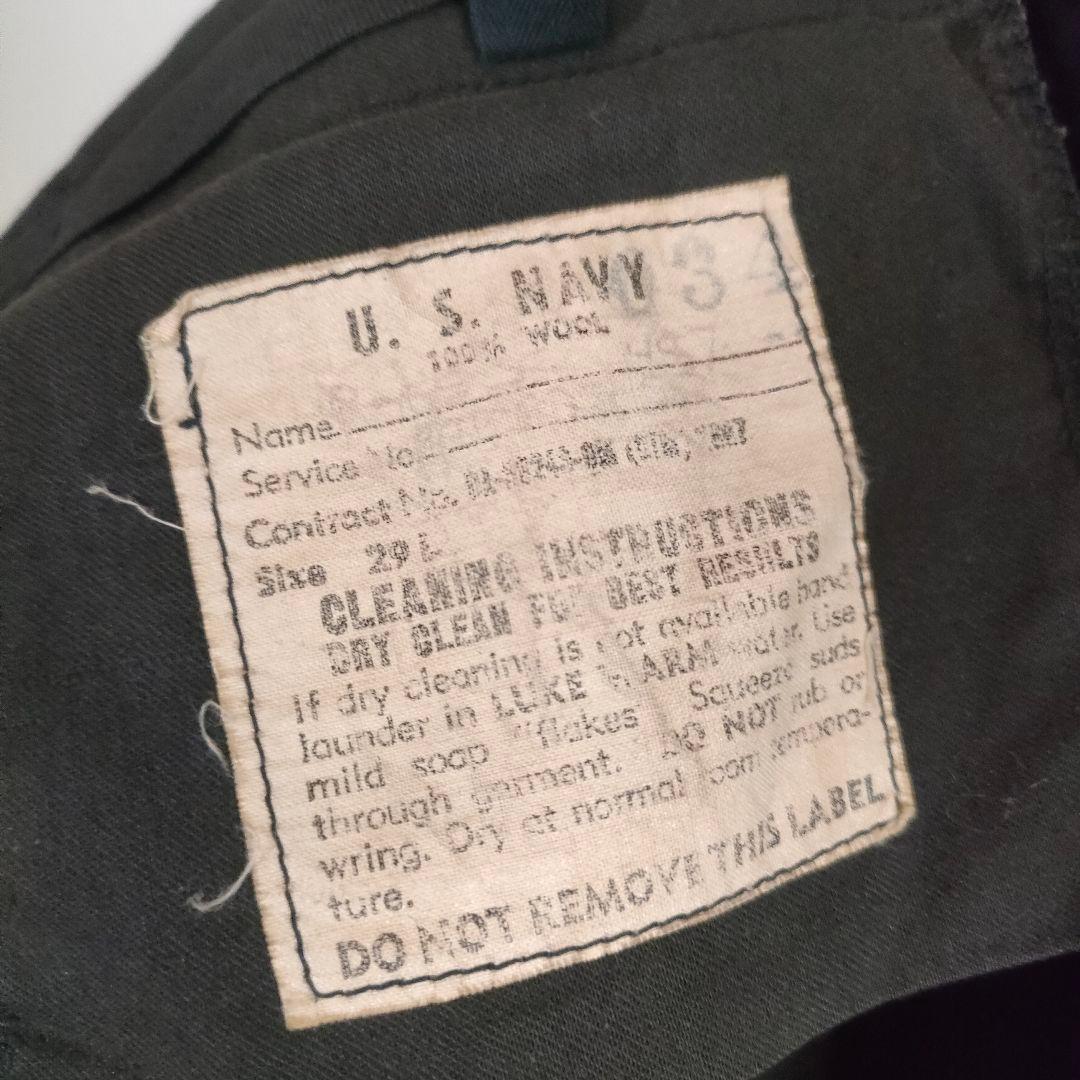 U. S. NAVY
100% WOOL
Name
Service No.
Contract No.
Size 29 L
CLEANING INSTRUCTIONS
DRY CLEAN FOR BEST RESULTS
If dry cleaning is not available hand
launder in LUKE WARM water. Use
mild soap "flakes" Squeeze suds
through garment. DO NOT rub or
wring. Dry at normal room tempera-
ture.
DO NOT REMOVE THIS LABEL